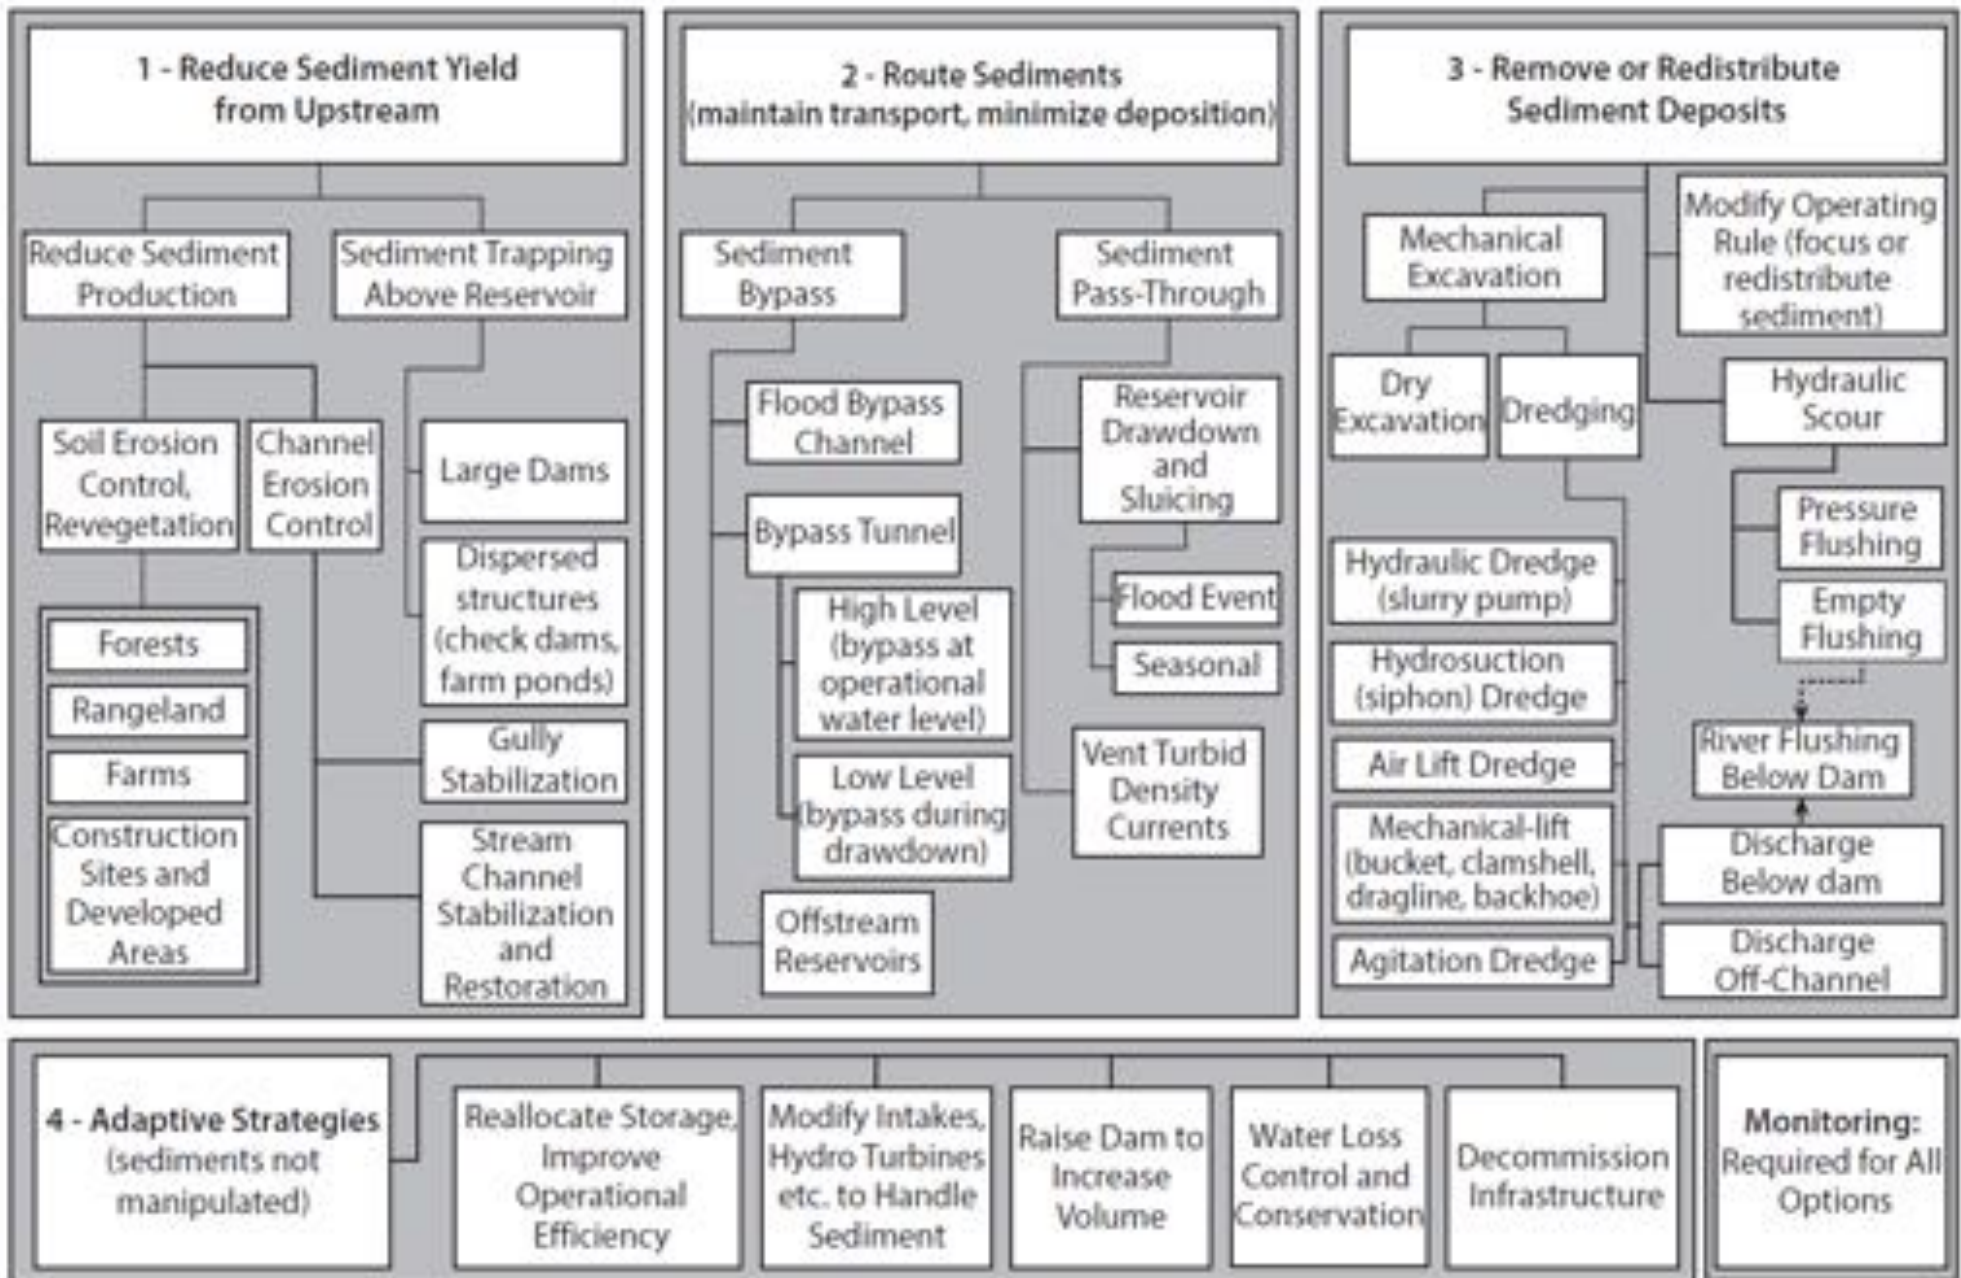 1 - Reduce Sediment Yield
from Upstream
Reduce Sediment
Production
Sediment Trapping
Above Reservoir
Soil Erosion
Control,
Revegetation
Channel
Erosion
Control
Large Dams
Dispersed
structures
(check dams,
farm ponds)
Forests
Rangeland
Farms
Construction
Sites and
Developed
Areas
Gully
Stabilization
Stream
Channel
Stabilization
and
Restoration
2 - Route Sediments
(maintain transport, minimize deposition)
Sediment
Bypass
Sediment
Pass-Through
Flood Bypass
Channel
Bypass Tunnel
High Level
(bypass at
operational
water level)
Low Level
(bypass during
drawdown)
Offstream
Reservoirs
Reservoir
Drawdown
and
Sluicing
Flood Event
Seasonal
Vent Turbid
Density
Currents
3 - Remove or Redistribute
Sediment Deposits
Mechanical
Excavation
Modify Operating
Rule (focus or
redistribute
sediment)
Dry
Excavation
Dredging
Hydraulic
Scour
Hydraulic Dredge
(slurry pump)
Hydrosuction
(siphon) Dredge
Air Lift Dredge
Mechanical-lift
(bucket, clamshell,
dragline, backhoe)
Agitation Dredge
Pressure
Flushing
Empty
Flushing
River Flushing
Below Dam
Discharge
Below dam
Discharge
Off-Channel
4 - Adaptive Strategies
(sediments not
manipulated)
Reallocate Storage,
Improve
Operational
Efficiency
Modify Intakes,
Hydro Turbines
etc. to Handle
Sediment
Raise Dam to
Increase
Volume
Water Loss
Control and
Conservation
Decommission
Infrastructure
Monitoring:
Required for All
Options